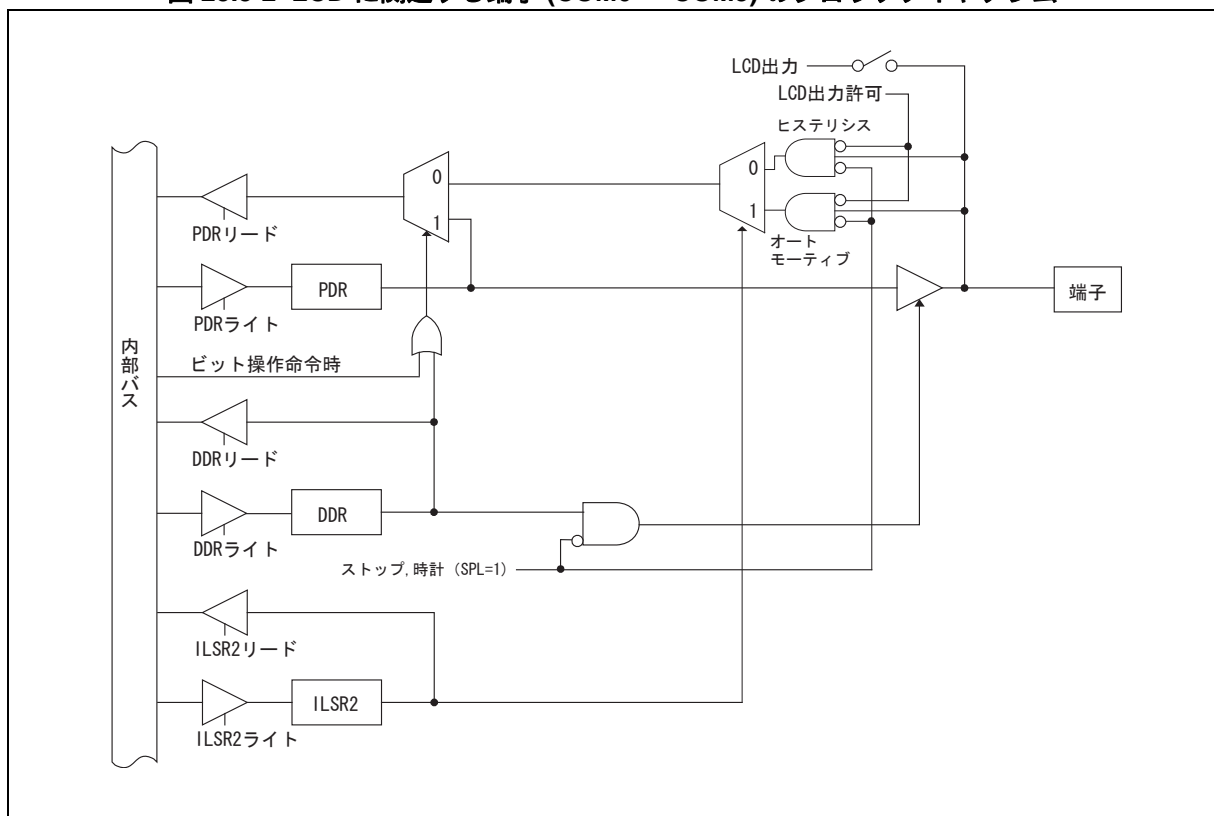 LCD出力
LCD出力許可
ヒステリシス
0
1
オート
モーティブ
0
1
PDRリード
PDR
PDRライト
端子
内部バス
ビット操作命令時
DDRリード
DDR
DDRライト
ストップ,時計 (SPL=1)
ILSR2リード
ILSR2
ILSR2ライト